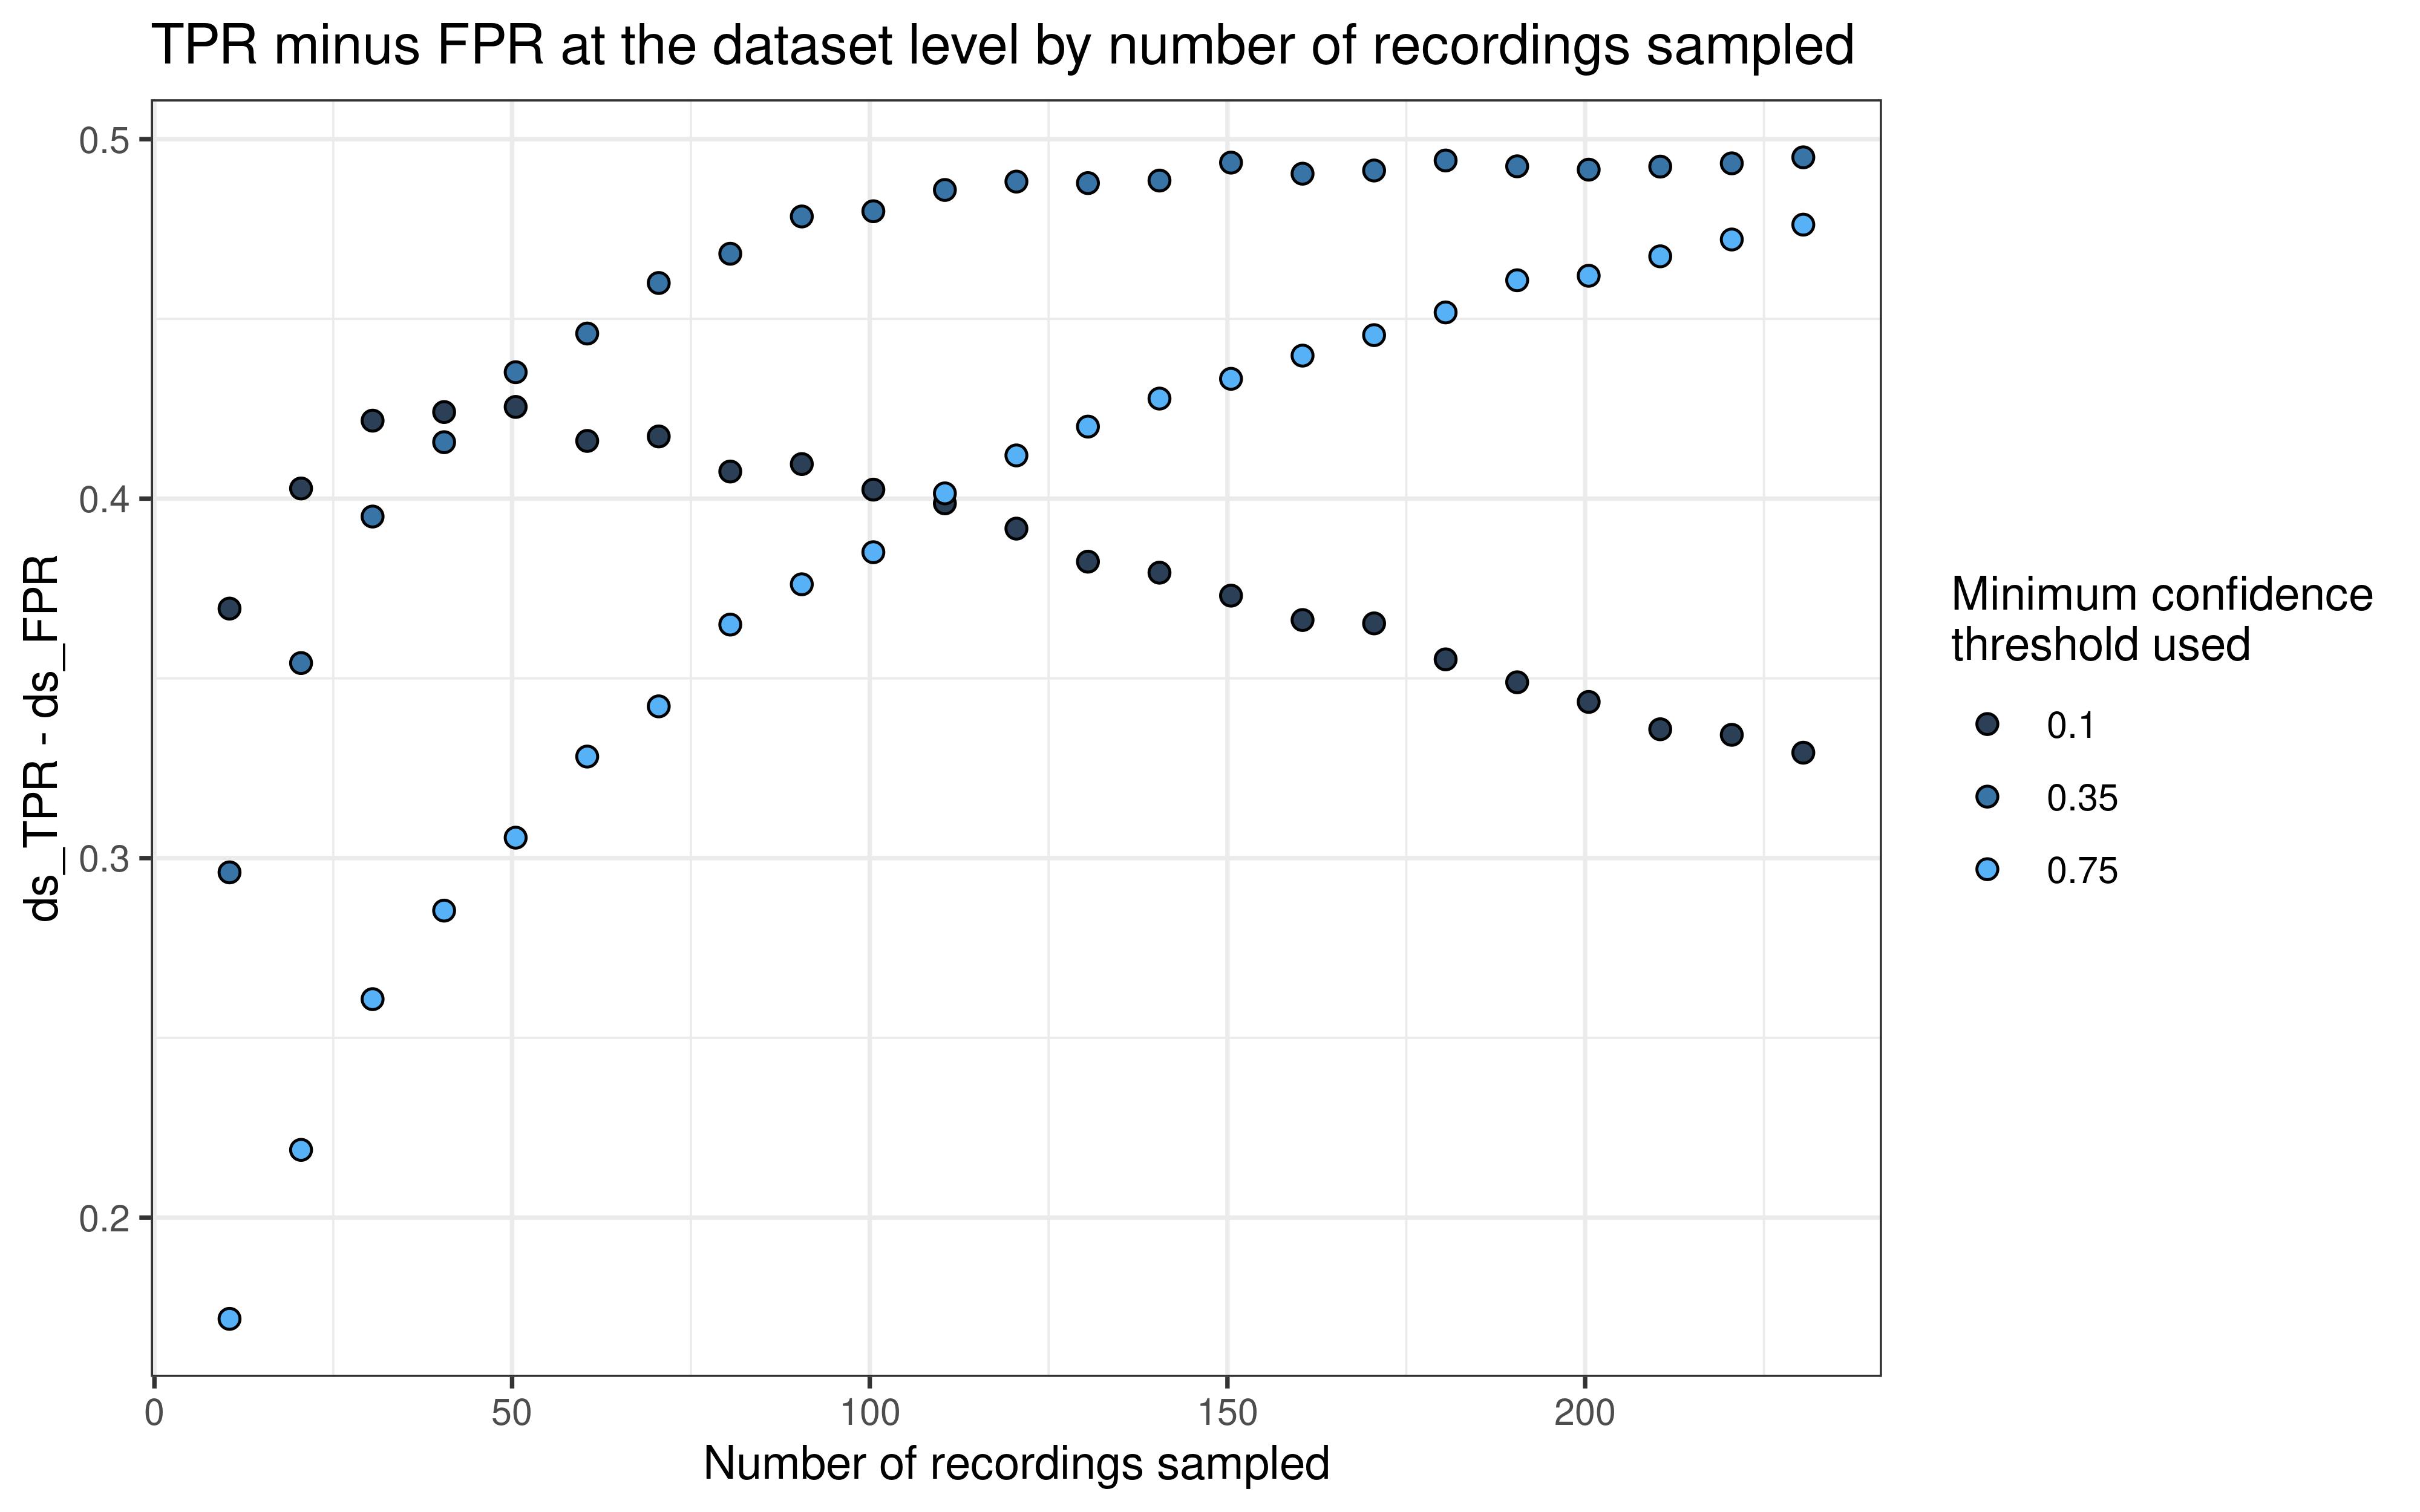 TPR minus FPR at the dataset level by number of recordings sampled
ds_TPR - ds_FPR
0.5
0.4
0.3
0.2
0
50
100
150
200
Number of recordings sampled
Minimum confidence
threshold used
0.1
0.35
0.75